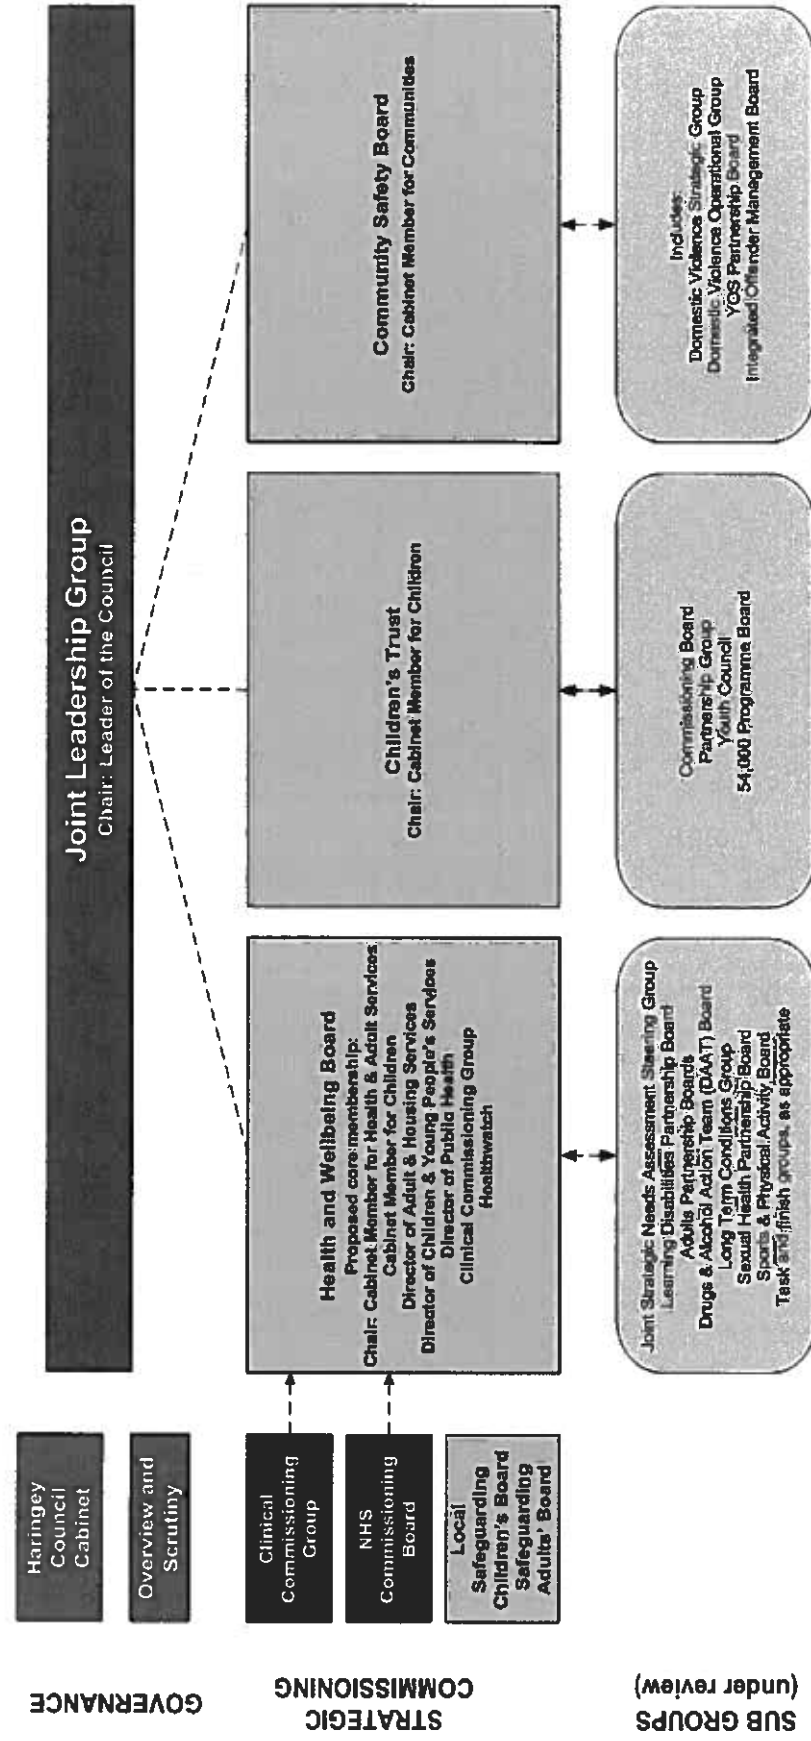 GOVERNANCE
Haringey
Council
Cabinet
Overview and
Scrutiny
Joint Leadership Group
Chair: Leader of the Council
STRATEGIC
COMMISSIONING
Clinical
Commissioning
Group
NHS
Commissioning
Board
Local
Safeguarding
Children's Board
Safeguarding
Adults' Board
Health and Wellbeing Board
Proposed core membership:
Chair: Cabinet Member for Health & Adult Services
Cabinet Member for Children
Director of Adult & Housing Services
Director of Children & Young People's Services
Director of Public Health
Clinical Commissioning Group
Healthwatch
Children's Trust
Chair: Cabinet Member for Children
Community Safety Board
Chair: Cabinet Member for Communities
SUB GROUPS
(under review)
Joint Strategic Needs Assessment Steering Group
Learning Disabilities Partnership Board
Adults Partnership Boards
Drugs & Alcohol Action Team (DAAT) Board
Long Term Conditions Group
Sexual Health Partnership Board
Sports & Physical Activity Board
Task and finish groups, as appropriate
Commissioning Board
Partnership Group
Youth Council
54,000 Programme Board
Includes:
Domestic Violence Strategic Group
Domestic Violence Operational Group
YOS Partnership Board
Integrated Offender Management Board